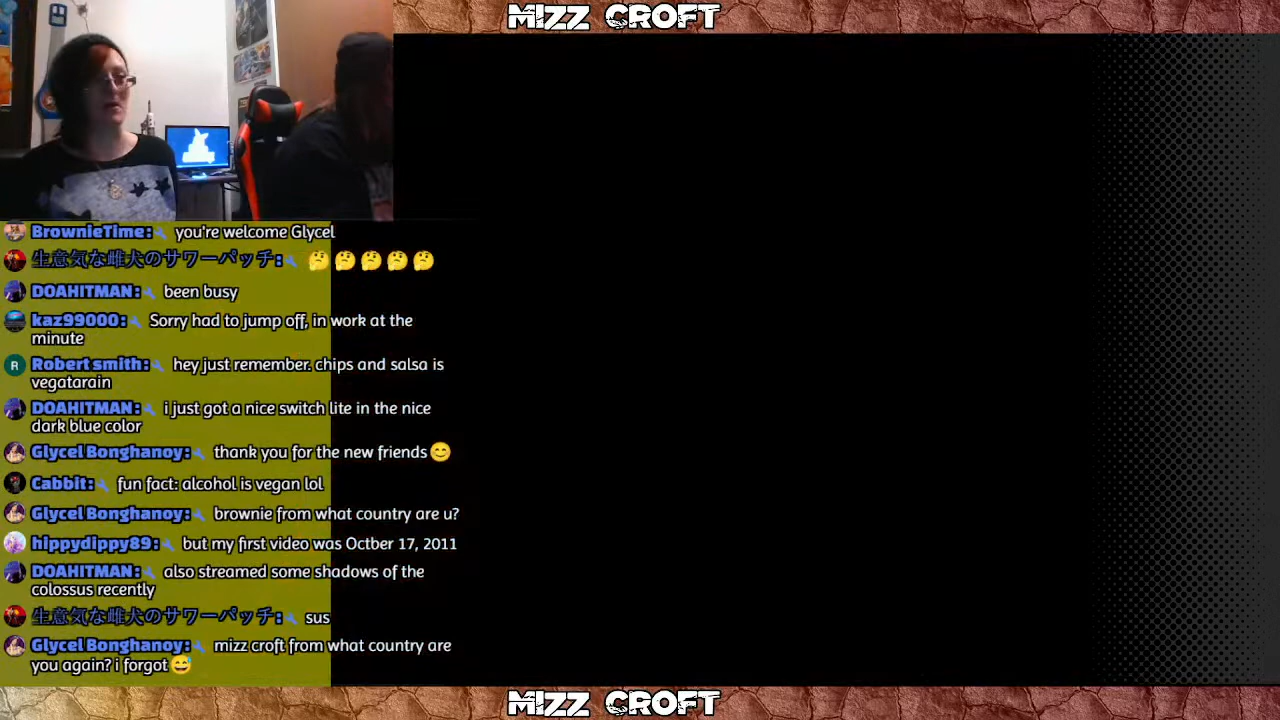 MIZZ CROFT
BrownieTime: you're welcome Glycel
生意気な雌犬のサワーパッチ: 🤔🤔🤔🤔🤔
DOAHITMAN: been busy
kaz99000: Sorry had to jump off, in work at the
minute
R Robert smith: hey just remember. chips and salsa is
vegatarain
DOAHITMAN: i just got a nice switch lite in the nice
dark blue color
Glycel Bonghanoy: thank you for the new friends😊
Cabbit: fun fact: alcohol is vegan lol
Glycel Bonghanoy: brownie from what country are u?
hippydippy89: but my first video was Octber 17, 2011
DOAHITMAN: also streamed some shadows of the
colossus recently
生意気な雌犬のサワーパッチ: sus
Glycel Bonghanoy: mizz croft from what country are
you again? i forgot😅
MIZZ CROFT